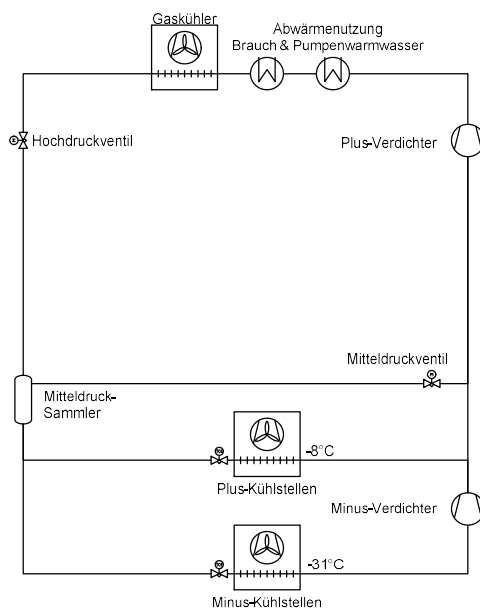 Gaskühler
Abwärmenutzung
Brauch & Pumpenwarmwasser
Hochdruckventil
Plus-Verdichter
Mitteldruckventil
Mitteldruck-
Sammler
-8°C
Plus-Kühlstellen
Minus-Verdichter
-31°C
Minus-Kühlstellen